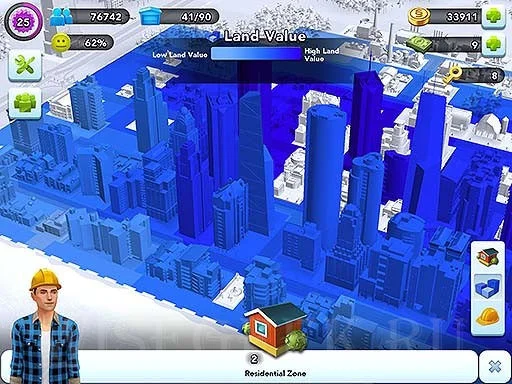 25
76742
41/90
33911
62%
9
8
Land Value
Low Land Value
High Land
Value
2
Residential Zone